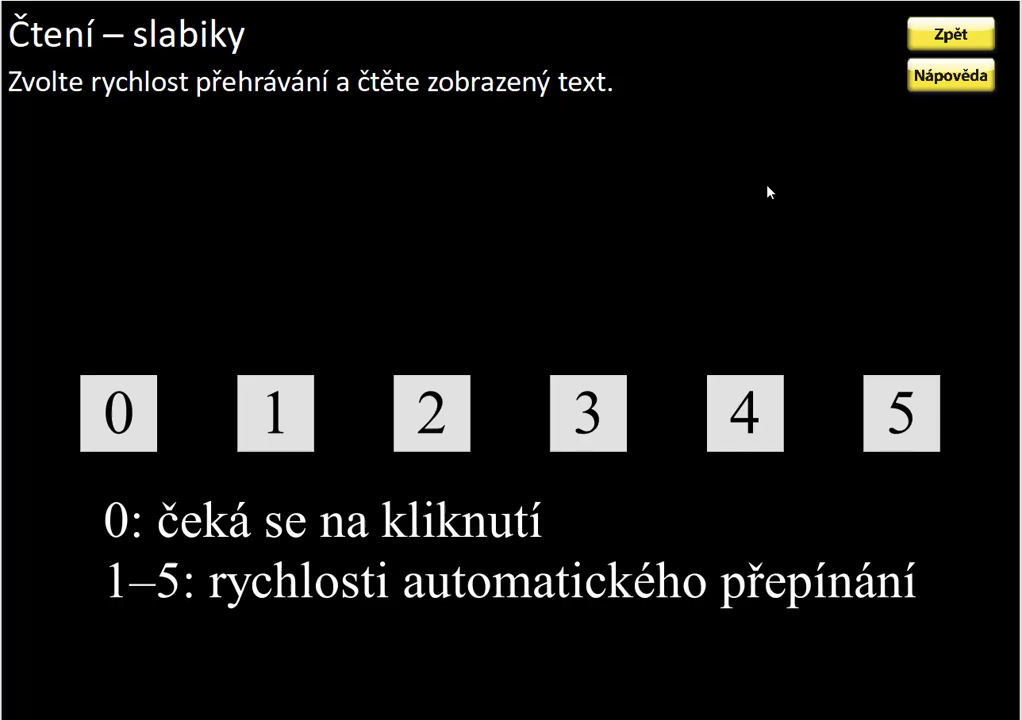 Čtení – slabiky
Zpět
Zvolte rychlost přehrávání a čtěte zobrazený text.
Nápověda
0 1 2 3 4 5
0: čeká se na kliknutí
1–5: rychlosti automatického přepínání